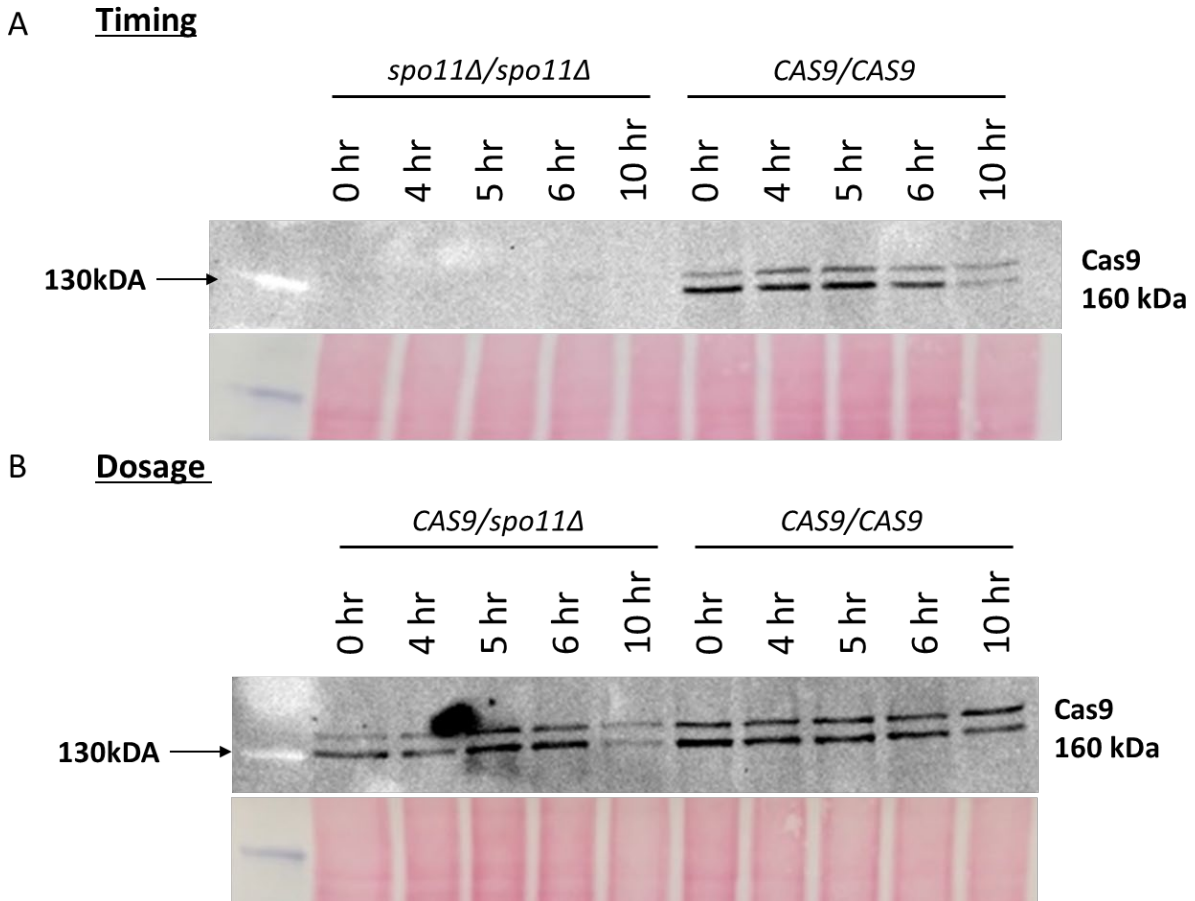 A Timing
spo11Δ/spo11Δ CAS9/CAS9
0 hr 4 hr 5 hr 6 hr 10 hr 0 hr 4 hr 5 hr 6 hr 10 hr
130kDA
Cas9
160 kDa
B Dosage
CAS9/spo11Δ CAS9/CAS9
0 hr 4 hr 5 hr 6 hr 10 hr 0 hr 4 hr 5 hr 6 hr 10 hr
130kDA
Cas9
160 kDa